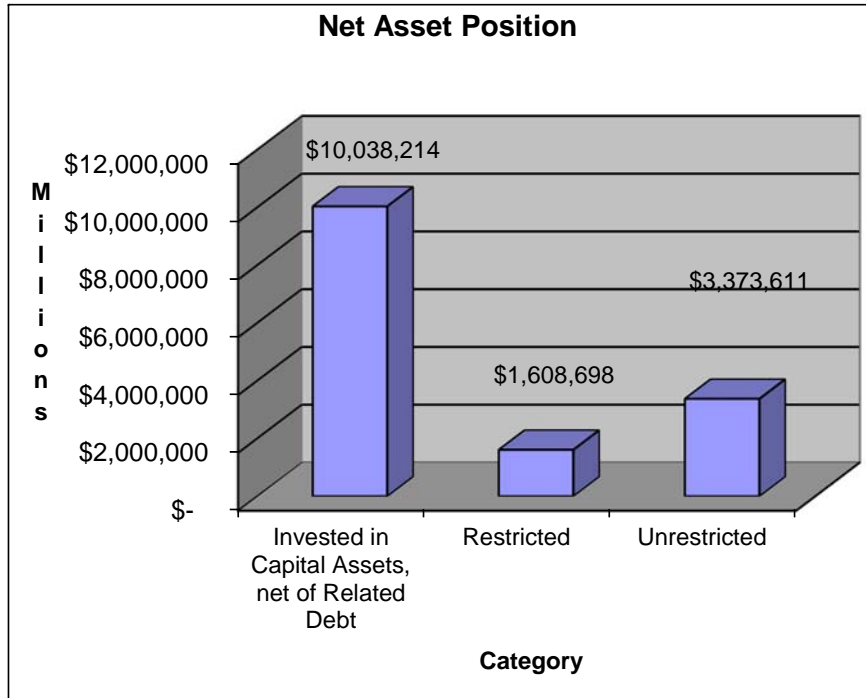 Net Asset Position
$10,038,214
$1,608,698
$3,373,611
$12,000,000
$10,000,000
$8,000,000
$6,000,000
$4,000,000
$2,000,000
$-
Millions
Invested in
Capital Assets,
net of Related
Debt
Restricted
Unrestricted
Category